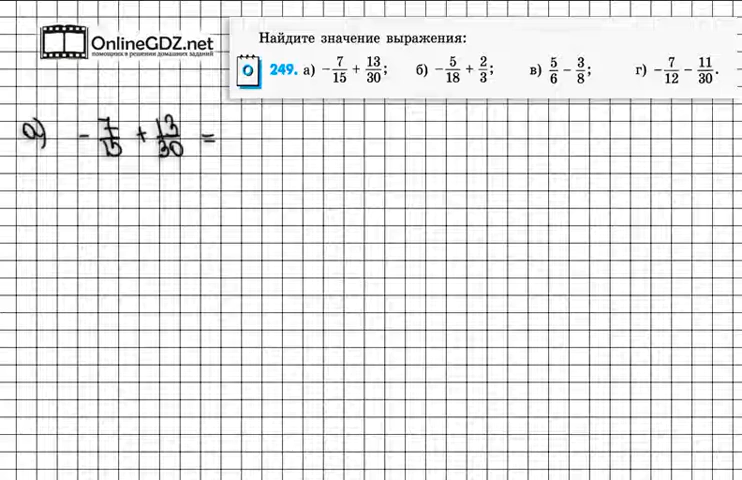 OnlineGDZ.net
помощник в решении домашних заданий
Найдите значение выражения:
249. а) -7/15 + 13/30; б) -5/18 + 2/3; в) 5/6 - 3/8; г) -7/12 - 11/30.
а) -7/15 + 13/30 =